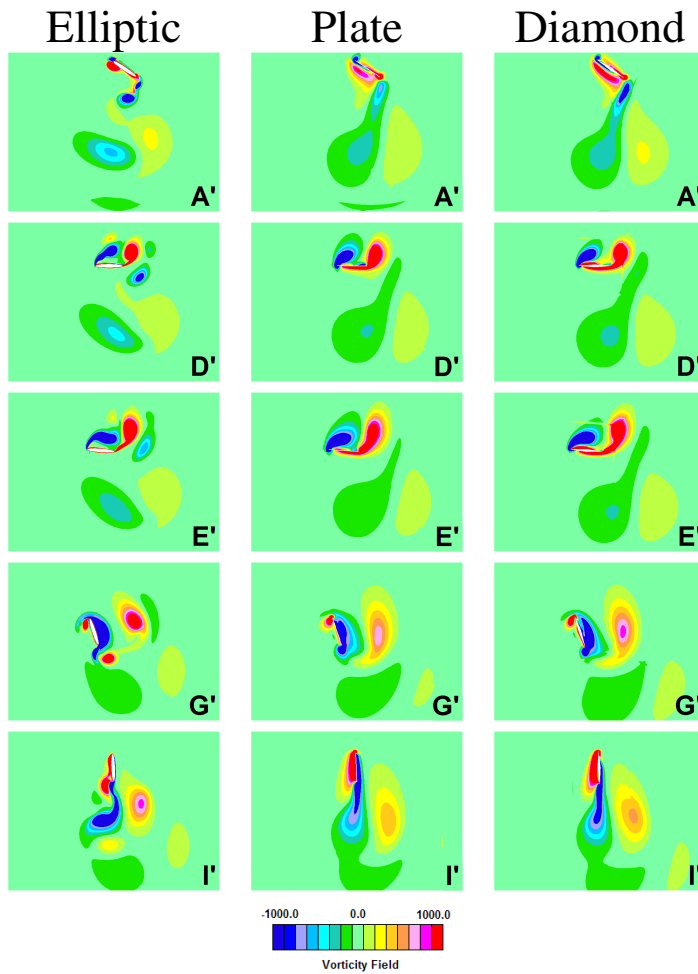 Elliptic Plate Diamond
A' A' A'
D' D' D'
E' E' E'
G' G' G'
I' I' I'
-1000.0 0.0 1000.0
Vorticity Field